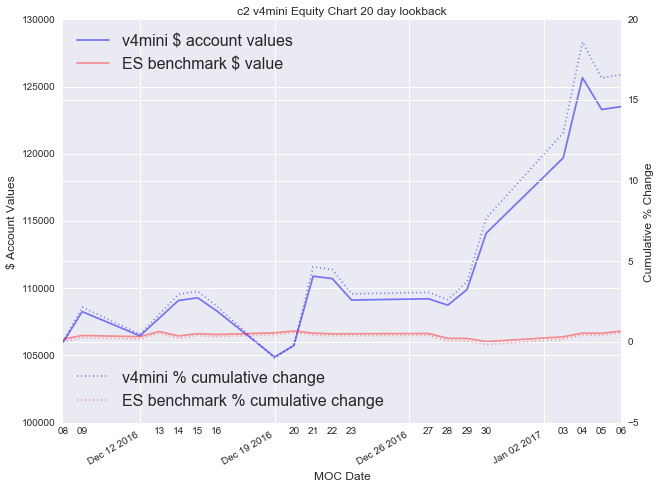 c2 v4mini Equity Chart 20 day lookback
130000
125000
120000
115000
110000
105000
100000
$ Account Values
v4mini $ account values
ES benchmark $ value
v4mini % cumulative change
ES benchmark % cumulative change
20
15
10
5
0
−5
Cumulative % Change
08 09 13 14 15 16 20 21 22 23 27 28 29 30 03 04 05 06
Dec 12 2016 Dec 19 2016 Dec 26 2016 Jan 02 2017
MOC Date